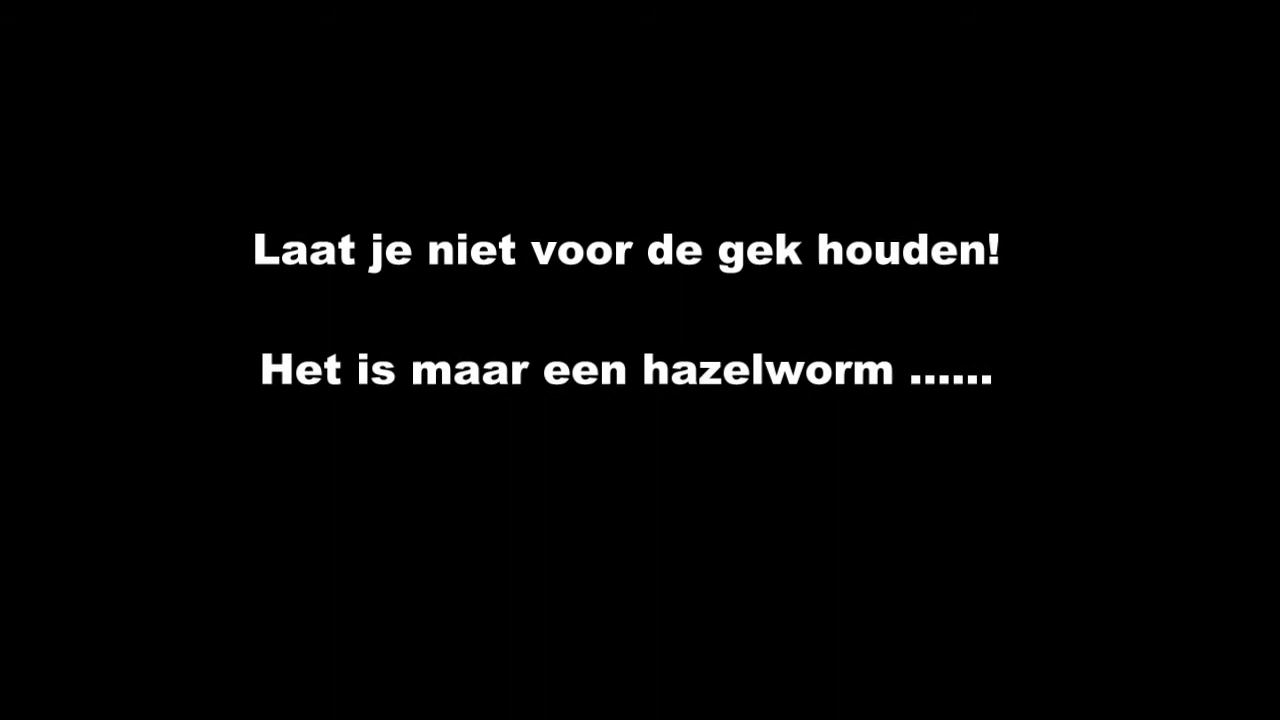 Laat je niet voor de gek houden!
Het is maar een hazelworm ......